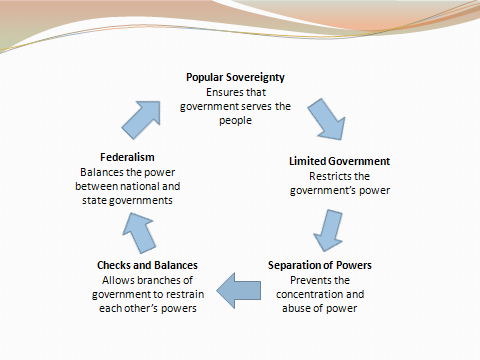 Popular Sovereignty
Ensures that
government serves the
people
Limited Government
Restricts the
government's power
Separation of Powers
Prevents the
concentration and
abuse of power
Checks and Balances
Allows branches of
government to restrain
each other's powers
Federalism
Balances the power
between national and
state governments